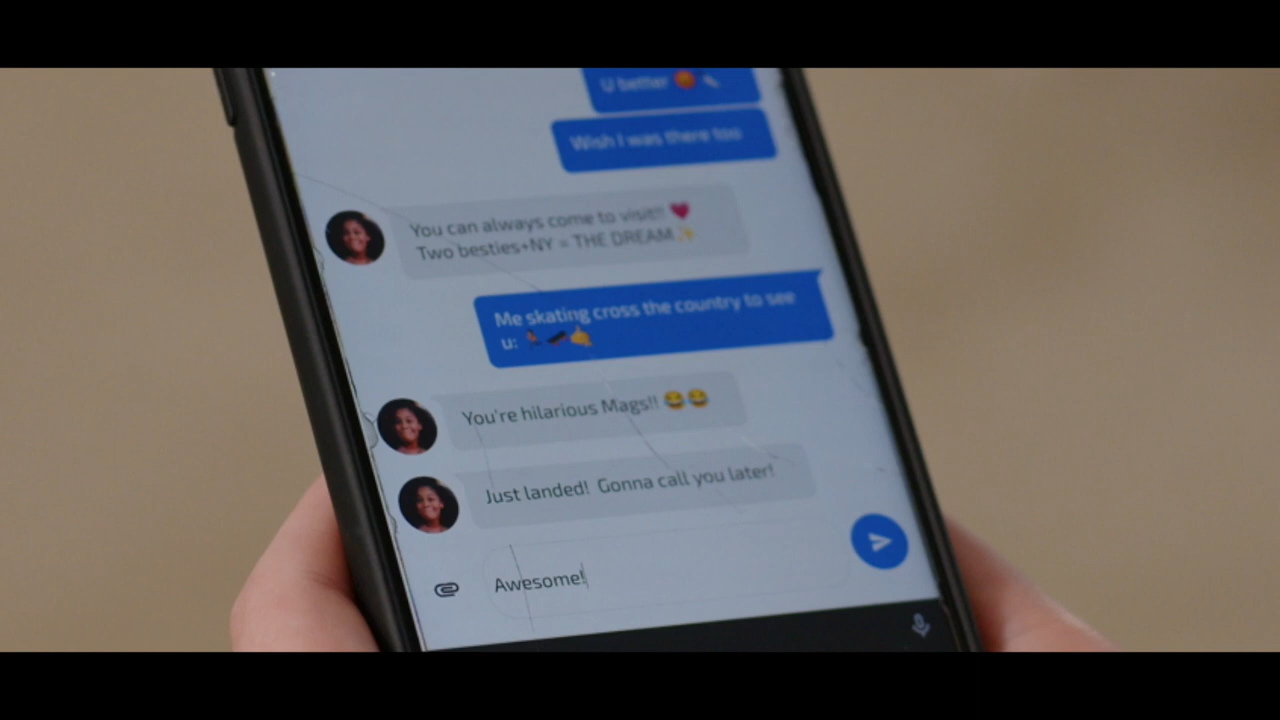 U better 😡
Wish I was there too
You can always come to visit!! 💗
Two besties+NY = THE DREAM ✨
Me skating cross the country to see
u: 🏃🏽🛹🤙
You're hilarious Mags!! 😂😂
Just landed! Gonna call you later!
Awesome!